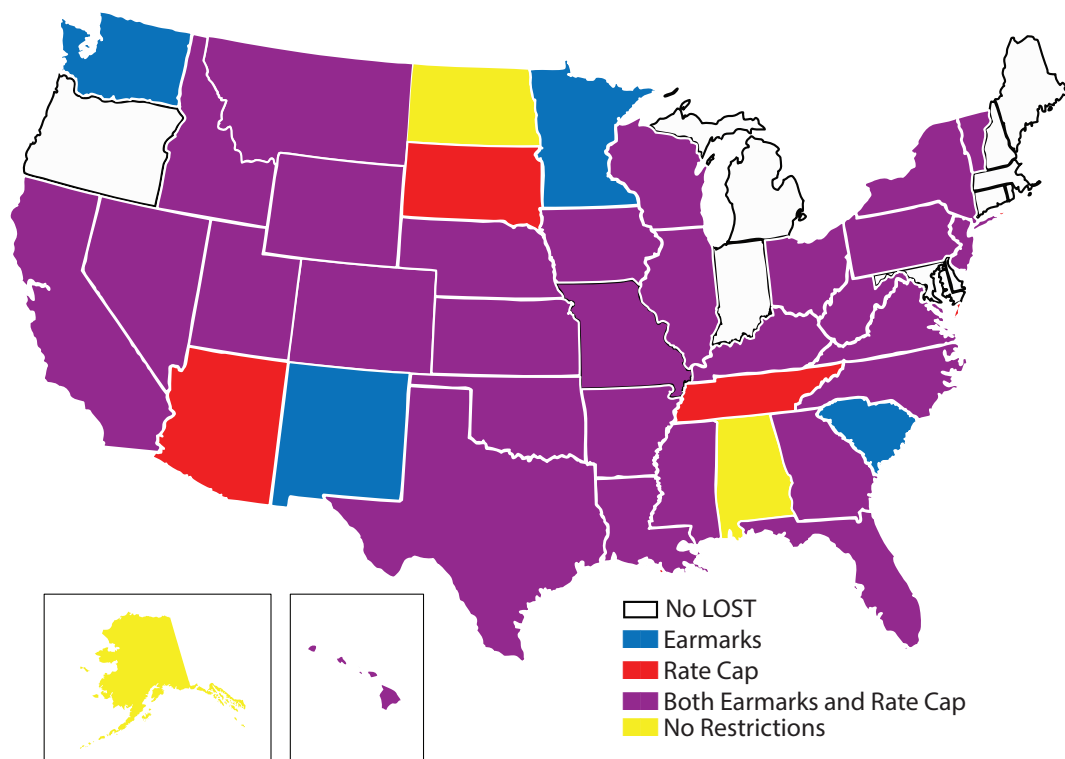 No LOST
Earmarks
Rate Cap
Both Earmarks and Rate Cap
No Restrictions